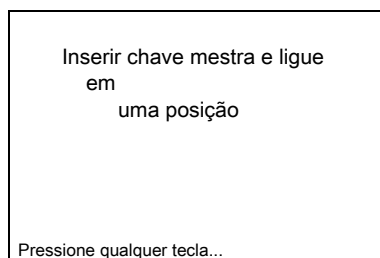 Inserir chave mestra e ligue
em
uma posição
Pressione qualquer tecla...